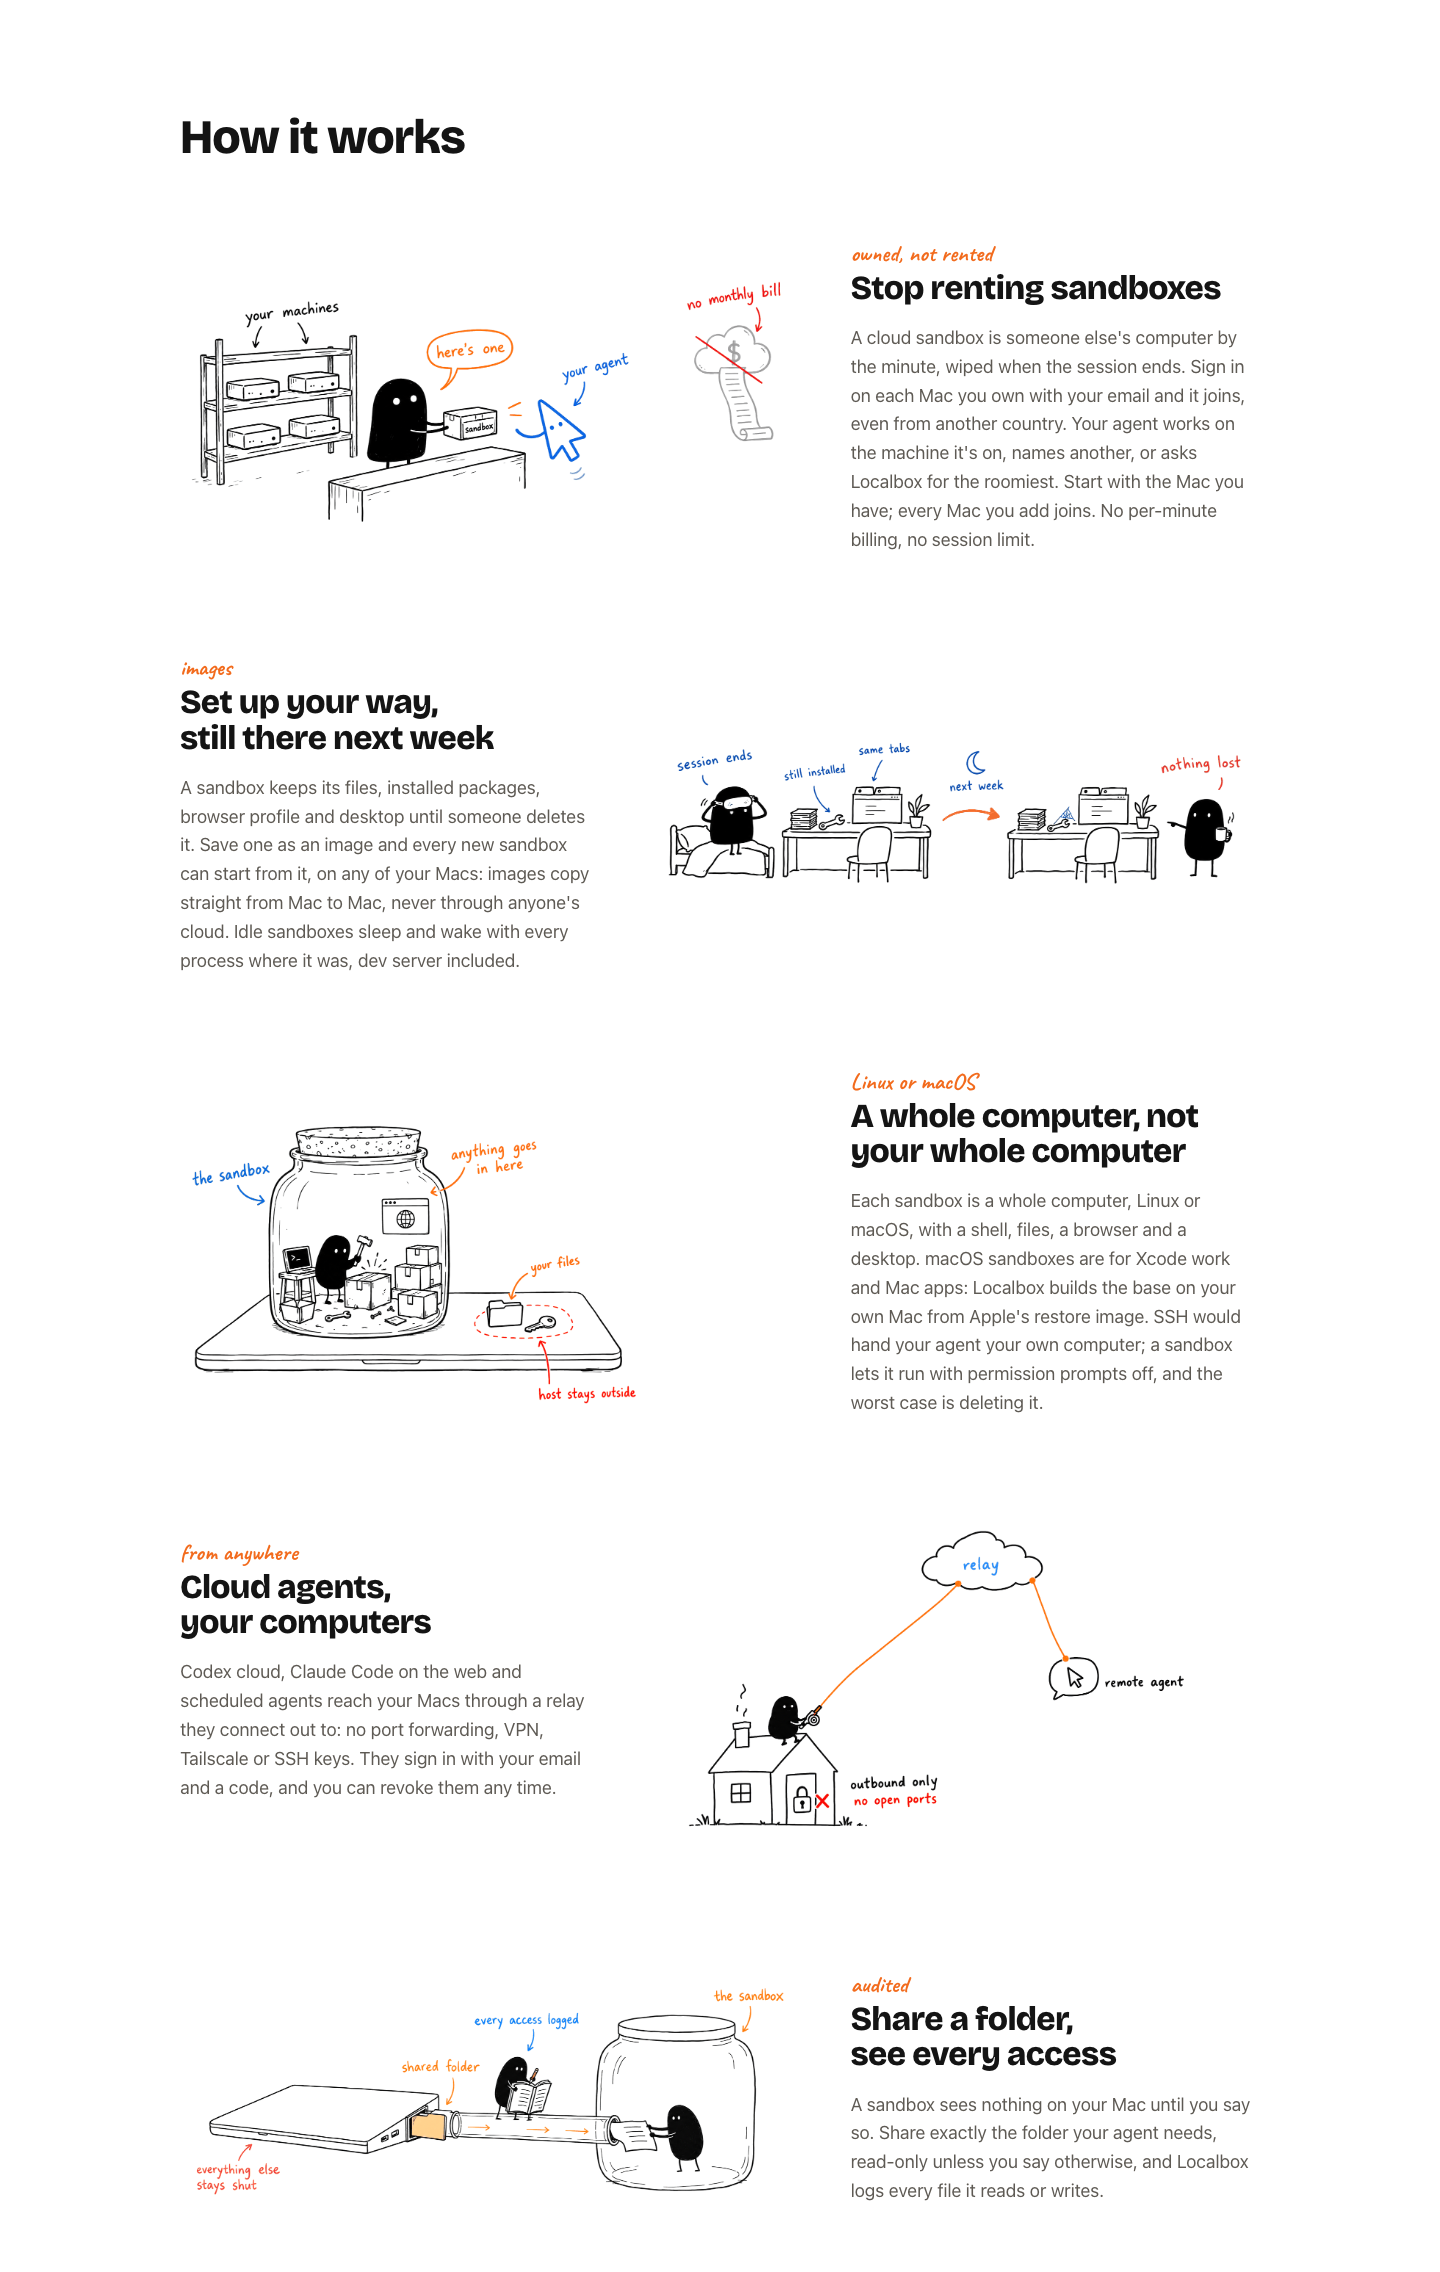 How it works
your machines
here's one
sandbox
your agent
no monthly bill
$
owned, not rented
Stop renting sandboxes
A cloud sandbox is someone else's computer by
the minute, wiped when the session ends. Sign in
on each Mac you own with your email and it joins,
even from another country. Your agent works on
the machine it's on, names another, or asks
Localbox for the roomiest. Start with the Mac you
have; every Mac you add joins. No per-minute
billing, no session limit.
images
Set up your way,
still there next week
A sandbox keeps its files, installed packages,
browser profile and desktop until someone deletes
it. Save one as an image and every new sandbox
can start from it, on any of your Macs: images copy
straight from Mac to Mac, never through anyone's
cloud. Idle sandboxes sleep and wake with every
process where it was, dev server included.
session ends
still installed
same tabs
next week
nothing lost
the sandbox
anything goes
in here
>_
your files
host stays outside
Linux or macOS
A whole computer, not
your whole computer
Each sandbox is a whole computer, Linux or
macOS, with a shell, files, a browser and a
desktop. macOS sandboxes are for Xcode work
and Mac apps: Localbox builds the base on your
own Mac from Apple's restore image. SSH would
hand your agent your own computer; a sandbox
lets it run with permission prompts off, and the
worst case is deleting it.
from anywhere
Cloud agents,
your computers
Codex cloud, Claude Code on the web and
scheduled agents reach your Macs through a relay
they connect out to: no port forwarding, VPN,
Tailscale or SSH keys. They sign in with your email
and a code, and you can revoke them any time.
relay
remote agent
outbound only
no open ports
the sandbox
every access logged
shared folder
everything else
stays shut
audited
Share a folder,
see every access
A sandbox sees nothing on your Mac until you say
so. Share exactly the folder your agent needs,
read-only unless you say otherwise, and Localbox
logs every file it reads or writes.